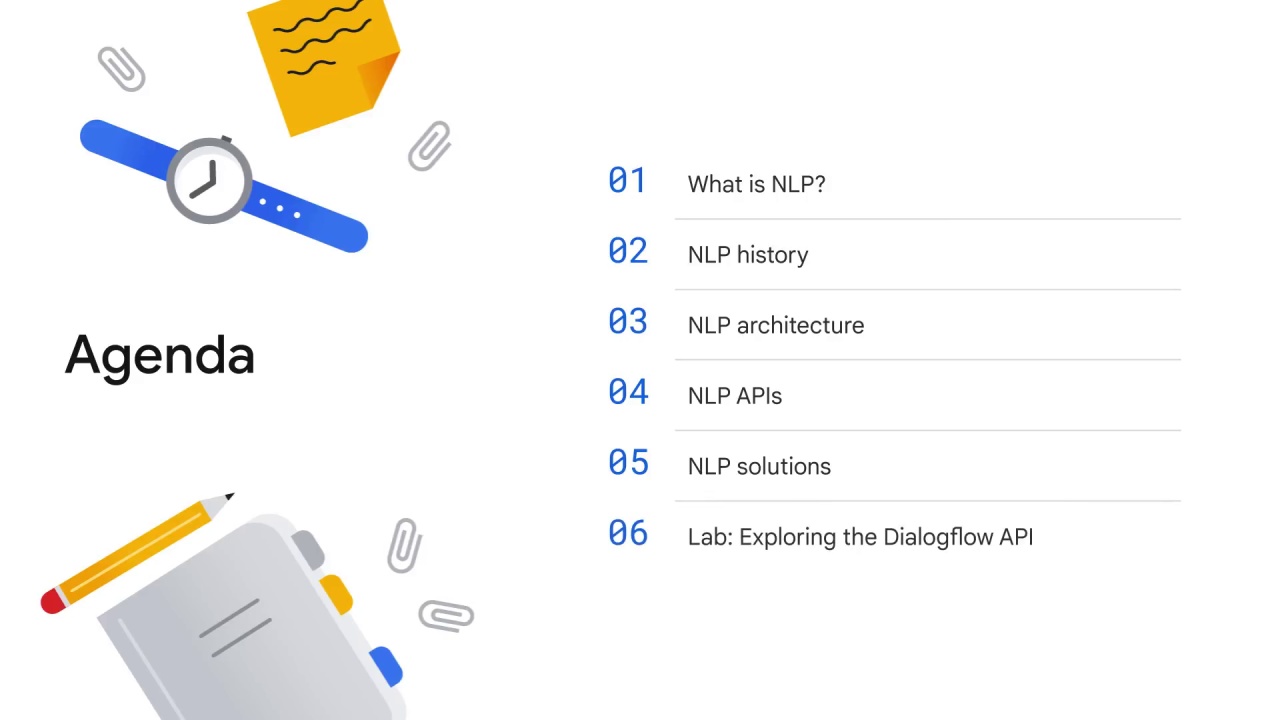 Agenda
01 What is NLP?
02 NLP history
03 NLP architecture
04 NLP APIs
05 NLP solutions
06 Lab: Exploring the Dialogflow API